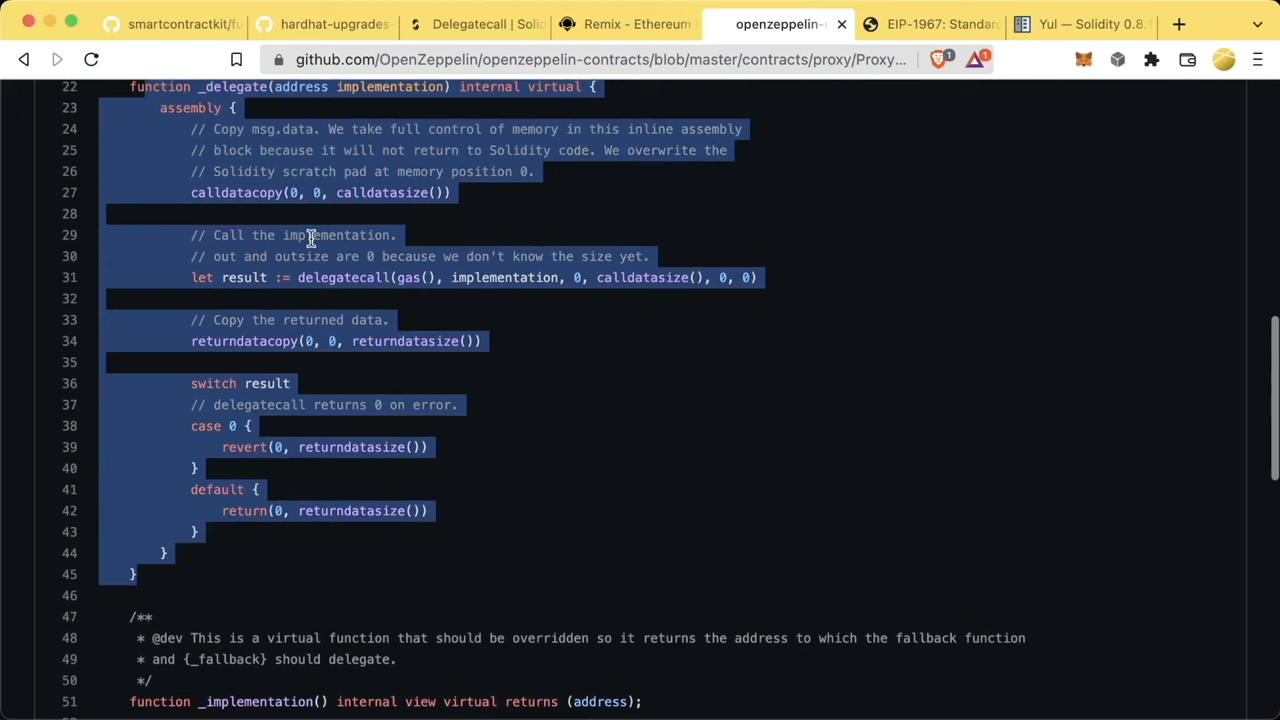 smartcontractkit/fu
hardhat-upgrades-
Delegatecall | Solid
Remix - Ethereum
openzeppelin-c
EIP-1967: Standar
Yul — Solidity 0.8.1
github.com/OpenZeppelin/openzeppelin-contracts/blob/master/contracts/proxy/Proxy...
1
1
22 function _delegate(address implementation) internal virtual {
23 assembly {
24 // Copy msg.data. We take full control of memory in this inline assembly
25 // block because it will not return to Solidity code. We overwrite the
26 // Solidity scratch pad at memory position 0.
27 calldatacopy(0, 0, calldatasize())
28
29 // Call the implementation.
30 // out and outsize are 0 because we don't know the size yet.
31 let result := delegatecall(gas(), implementation, 0, calldatasize(), 0, 0)
32
33 // Copy the returned data.
34 returndatacopy(0, 0, returndatasize())
35
36 switch result
37 // delegatecall returns 0 on error.
38 case 0 {
39 revert(0, returndatasize())
40 }
41 default {
42 return(0, returndatasize())
43 }
44 }
45 }
46
47 /**
48 * @dev This is a virtual function that should be overridden so it returns the address to which the fallback function
49 * and {_fallback} should delegate.
50 */
51 function _implementation() internal view virtual returns (address);